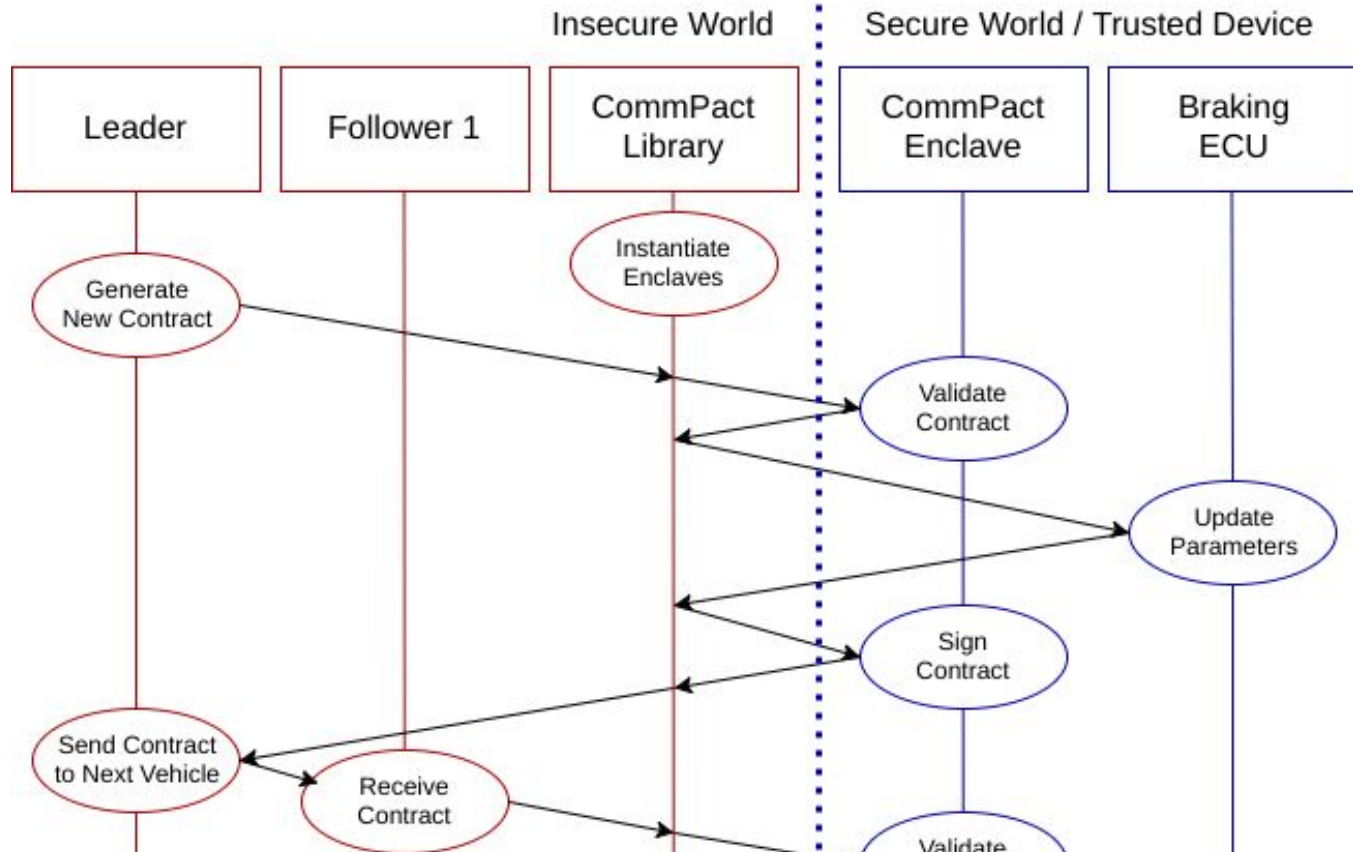 Insecure World
Secure World / Trusted Device
Leader
Follower 1
CommPact
Library
CommPact
Enclave
Braking
ECU
Instantiate
Enclaves
Generate
New Contract
Validate
Contract
Update
Parameters
Sign
Contract
Send Contract
to Next Vehicle
Receive
Contract
Validate